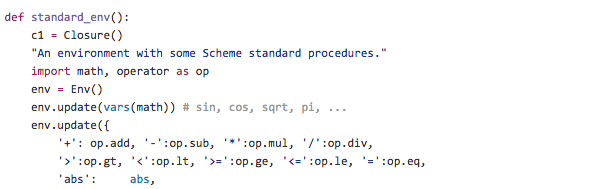 def standard_env():
    c1 = Closure()
    "An environment with some Scheme standard procedures."
    import math, operator as op
    env = Env()
    env.update(vars(math)) # sin, cos, sqrt, pi, ...
    env.update({
        '+': op.add, '-':op.sub, '*':op.mul, '/':op.div,
        '>':op.gt, '<':op.lt, '>=':op.ge, '<=':op.le, '=':op.eq,
        'abs':     abs,